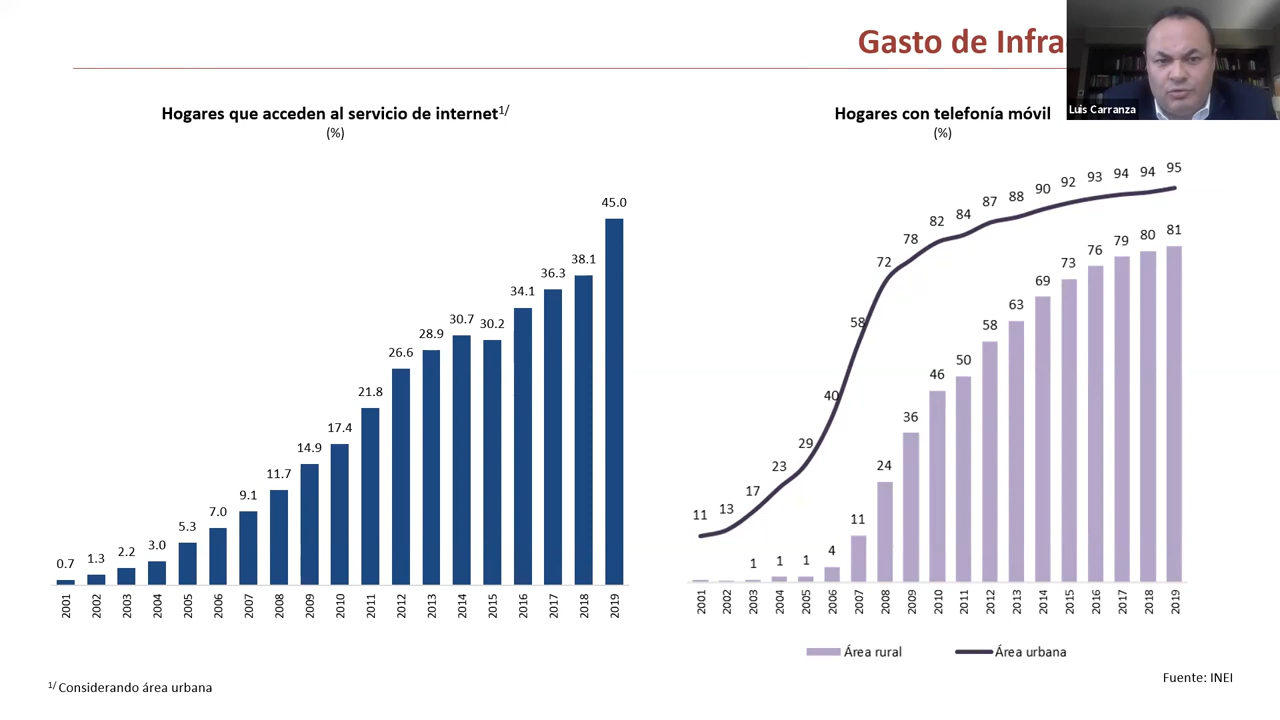 Gasto de Infra
Luis Carranza
Hogares que acceden al servicio de internet1/
(%)
45.0
38.1
36.3
34.1
30.7
30.2
28.9
26.6
21.8
17.4
14.9
11.7
9.1
7.0
5.3
3.0
2.2
1.3
0.7
2001 2002 2003 2004 2005 2006 2007 2008 2009 2010 2011 2012 2013 2014 2015 2016 2017 2018 2019
1/ Considerando área urbana
Hogares con telefonía móvil
(%)
11 13 17 23 29 40 58 72 78 82 84 87 88 90 92 93 94 94 95
1 1 1 4 11 24 36 46 50 58 63 69 73 76 79 80 81
2001 2002 2003 2004 2005 2006 2007 2008 2009 2010 2011 2012 2013 2014 2015 2016 2017 2018 2019
Área rural Área urbana
Fuente: INEI